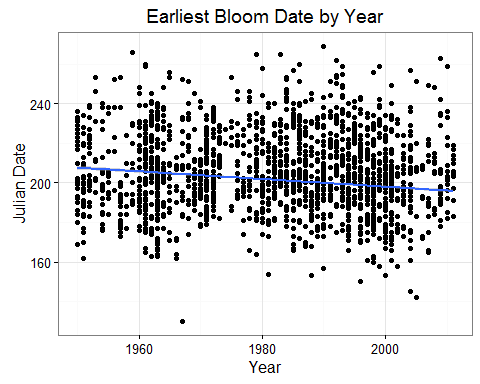 Earliest Bloom Date by Year
240
200
160
Julian Date
1960 1980 2000
Year